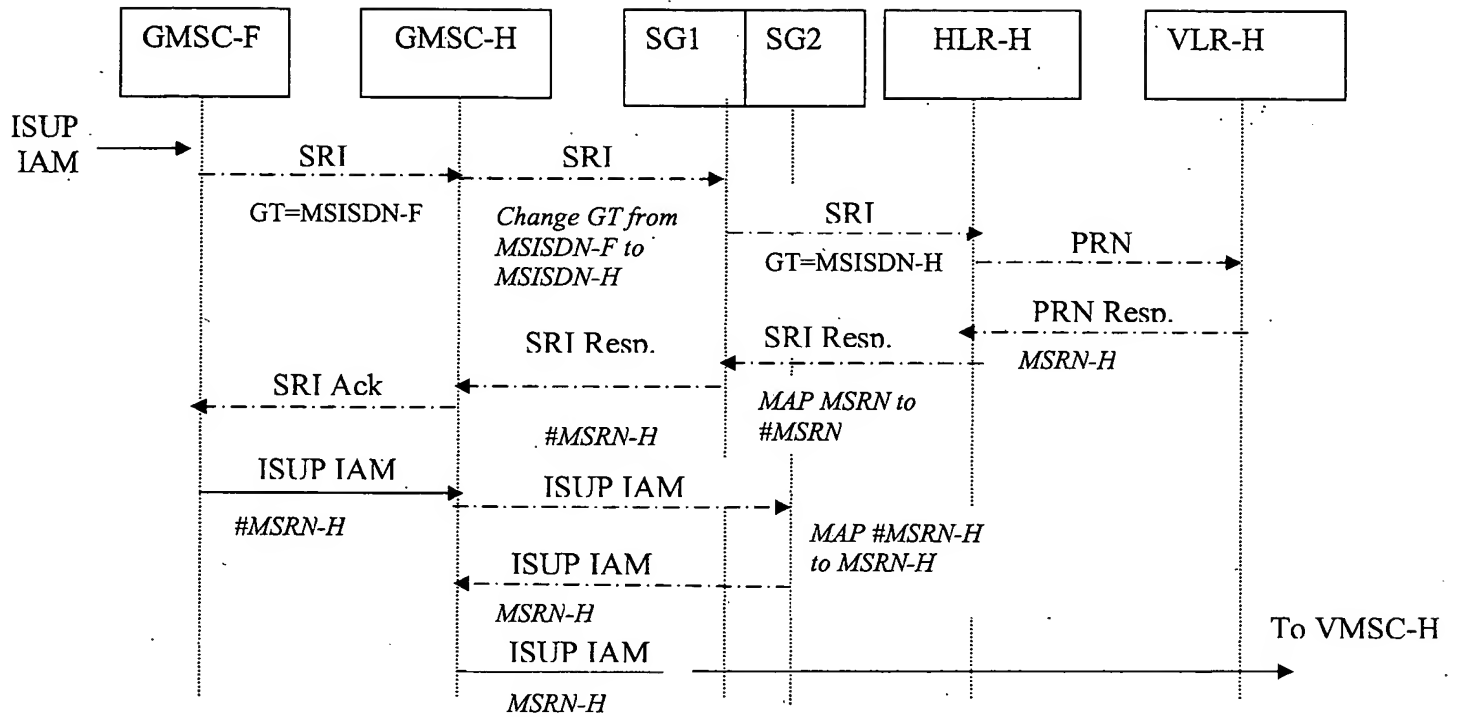 GMSC-F
GMSC-H
SG1
SG2
HLR-H
VLR-H
ISUP
IAM
SRI
SRI
GT=MSISDN-F
Change GT from
MSISDN-F to
MSISDN-H
SRI
GT=MSISDN-H
PRN
PRN Resp.
MSRN-H
SRI Resp.
SRI Resp.
SRI Ack
MAP MSRN to
#MSRN
#MSRN-H
ISUP IAM
#MSRN-H
ISUP IAM
MAP #MSRN-H
to MSRN-H
ISUP IAM
MSRN-H
To VMSC-H
ISUP IAM
MSRN-H